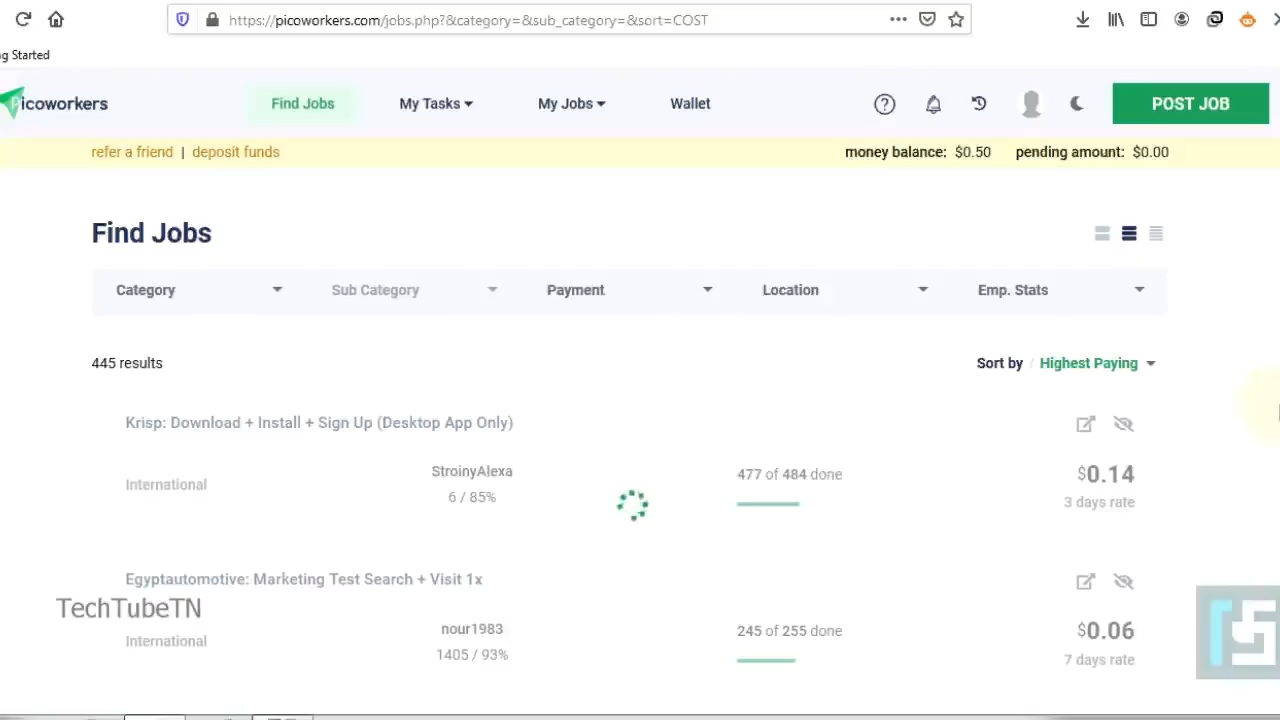 https://picoworkers.com/jobs.php?&category=&sub_category=&sort=COST
g Started
Picoworkers
Find Jobs
My Tasks
My Jobs
Wallet
POST JOB
refer a friend | deposit funds
money balance: $0.50 pending amount: $0.00
Find Jobs
Category
Sub Category
Payment
Location
Emp. Stats
445 results
Sort by / Highest Paying
Krisp: Download + Install + Sign Up (Desktop App Only)
International
StroinyAlexa
6 / 85%
477 of 484 done
$0.14
3 days rate
Egyptautomotive: Marketing Test Search + Visit 1x
TechTubeTN
International
nour1983
1405 / 93%
245 of 255 done
$0.06
7 days rate